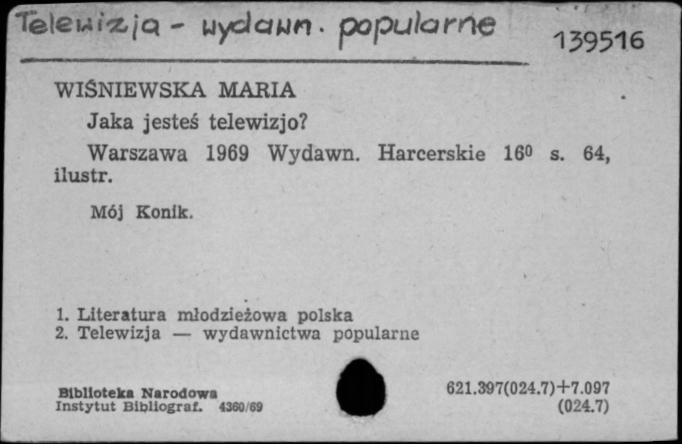 Telewizja - wydawn. popularne
139516
WIŚNIEWSKA MARIA
Jaka jesteś telewizjo?
Warszawa 1969 Wydawn. Harcerskie 16⁰ s. 64,
ilustr.
Mój Konik.
1. Literatura młodzieżowa polska
2. Telewizja — wydawnictwa popularne
Biblioteka Narodowa
Instytut Bibliograf. 4360/69
621.397(024.7)+7.097
(024.7)